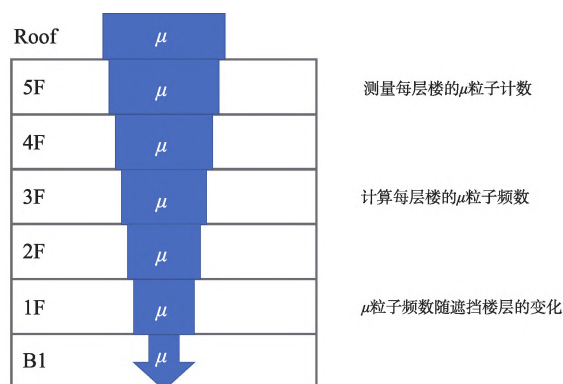 Roof μ
5F μ 测量每层楼的μ粒子计数
4F μ
3F μ 计算每层楼的μ粒子频数
2F μ
1F μ μ粒子频数随遮挡楼层的变化
B1 μ